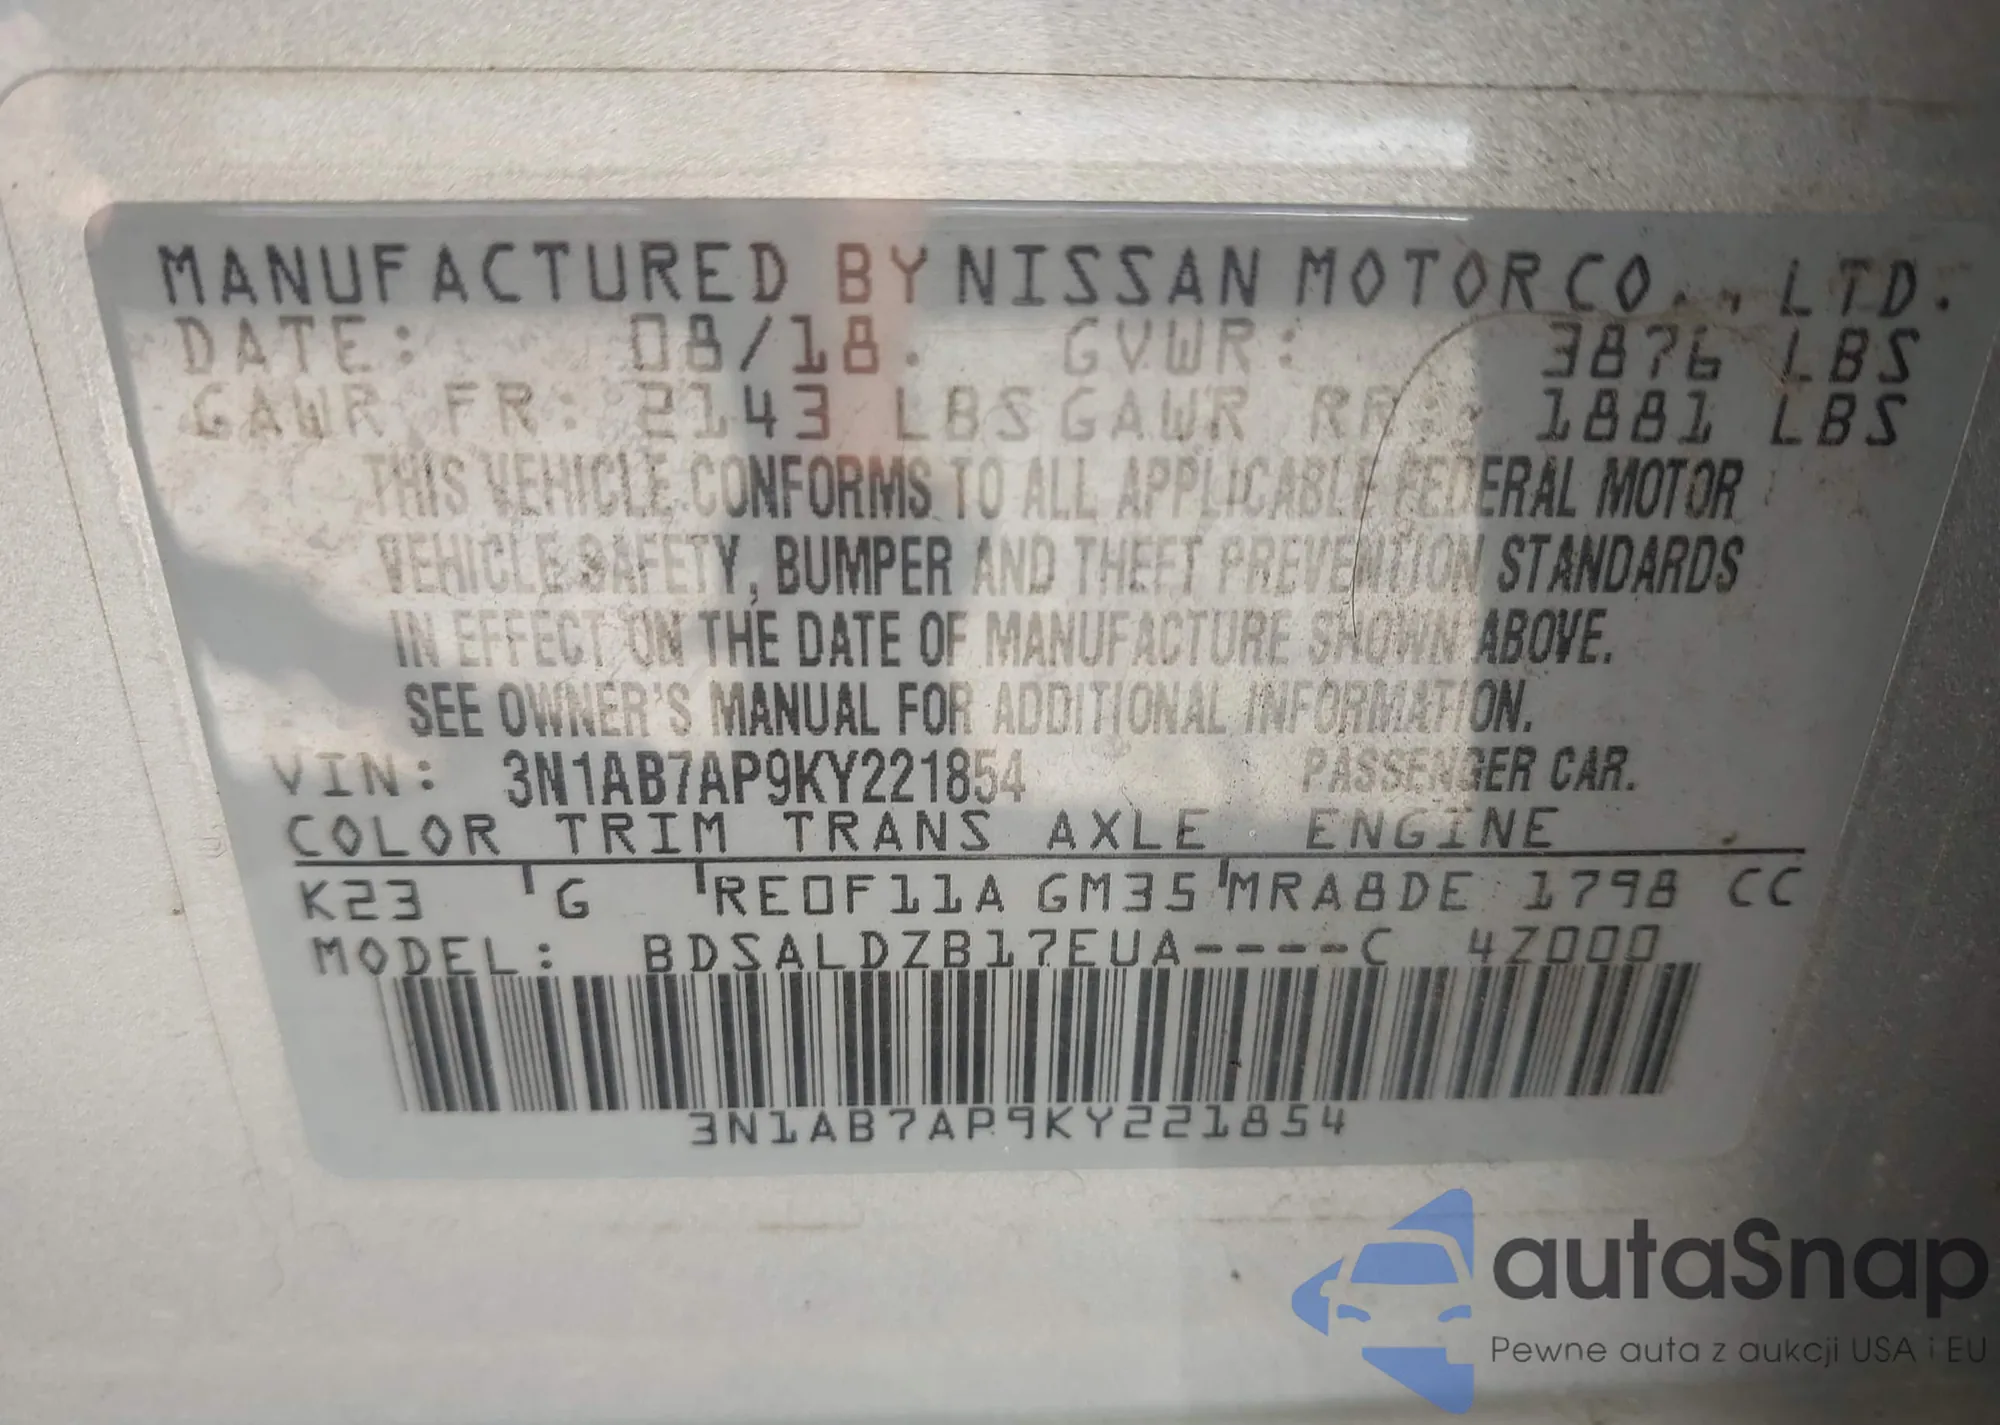 MANUFACTURED BY NISSAN MOTOR CO., LTD.
DATE: 08/18. GVWR: 3876 LBS
GAWR FR: 2143 LBS GAWR RR: 1881 LBS
THIS VEHICLE CONFORMS TO ALL APPLICABLE FEDERAL MOTOR
VEHICLE SAFETY, BUMPER AND THEFT PREVENTION STANDARDS
IN EFFECT ON THE DATE OF MANUFACTURE SHOWN ABOVE.
SEE OWNER'S MANUAL FOR ADDITIONAL INFORMATION.
VIN: 3N1AB7AP9KY221854 PASSENGER CAR.
COLOR TRIM TRANS AXLE ENGINE
K23 G RE0F11A GM35 MRA8DE 1798 CC
MODEL: BDSALDZB17EUA----C 4Z000
3N1AB7AP9KY221854
autaSnap
Pewne auta z aukcji USA i EU